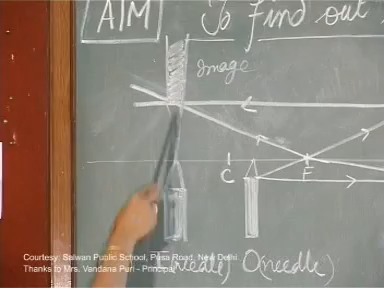 AIM
To find out
Image
C
F
I(needle) O(needle)
Courtesy: Salwan Public School, Pusa Road, New Delhi.
Thanks to Mrs. Vandana Puri - Principal